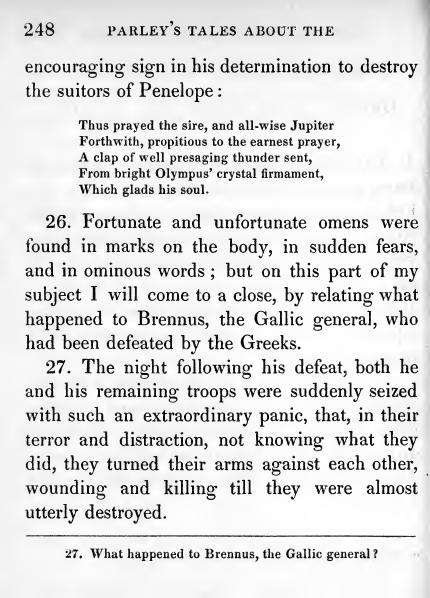 248 PARLEY'S TALES ABOUT THE
encouraging sign in his determination to destroy
the suitors of Penelope :
Thus prayed the sire, and all-wise Jupiter
Forthwith, propitious to the earnest prayer,
A clap of well presaging thunder sent,
From bright Olympus' crystal firmament,
Which glads his soul.
26. Fortunate and unfortunate omens were
found in marks on the body, in sudden fears,
and in ominous words ; but on this part of my
subject I will come to a close, by relating what
happened to Brennus, the Gallic general, who
had been defeated by the Greeks.
27. The night following his defeat, both he
and his remaining troops were suddenly seized
with such an extraordinary panic, that, in their
terror and distraction, not knowing what they
did, they turned their arms against each other,
wounding and killing till they were almost
utterly destroyed.
27. What happened to Brennus, the Gallic general ?